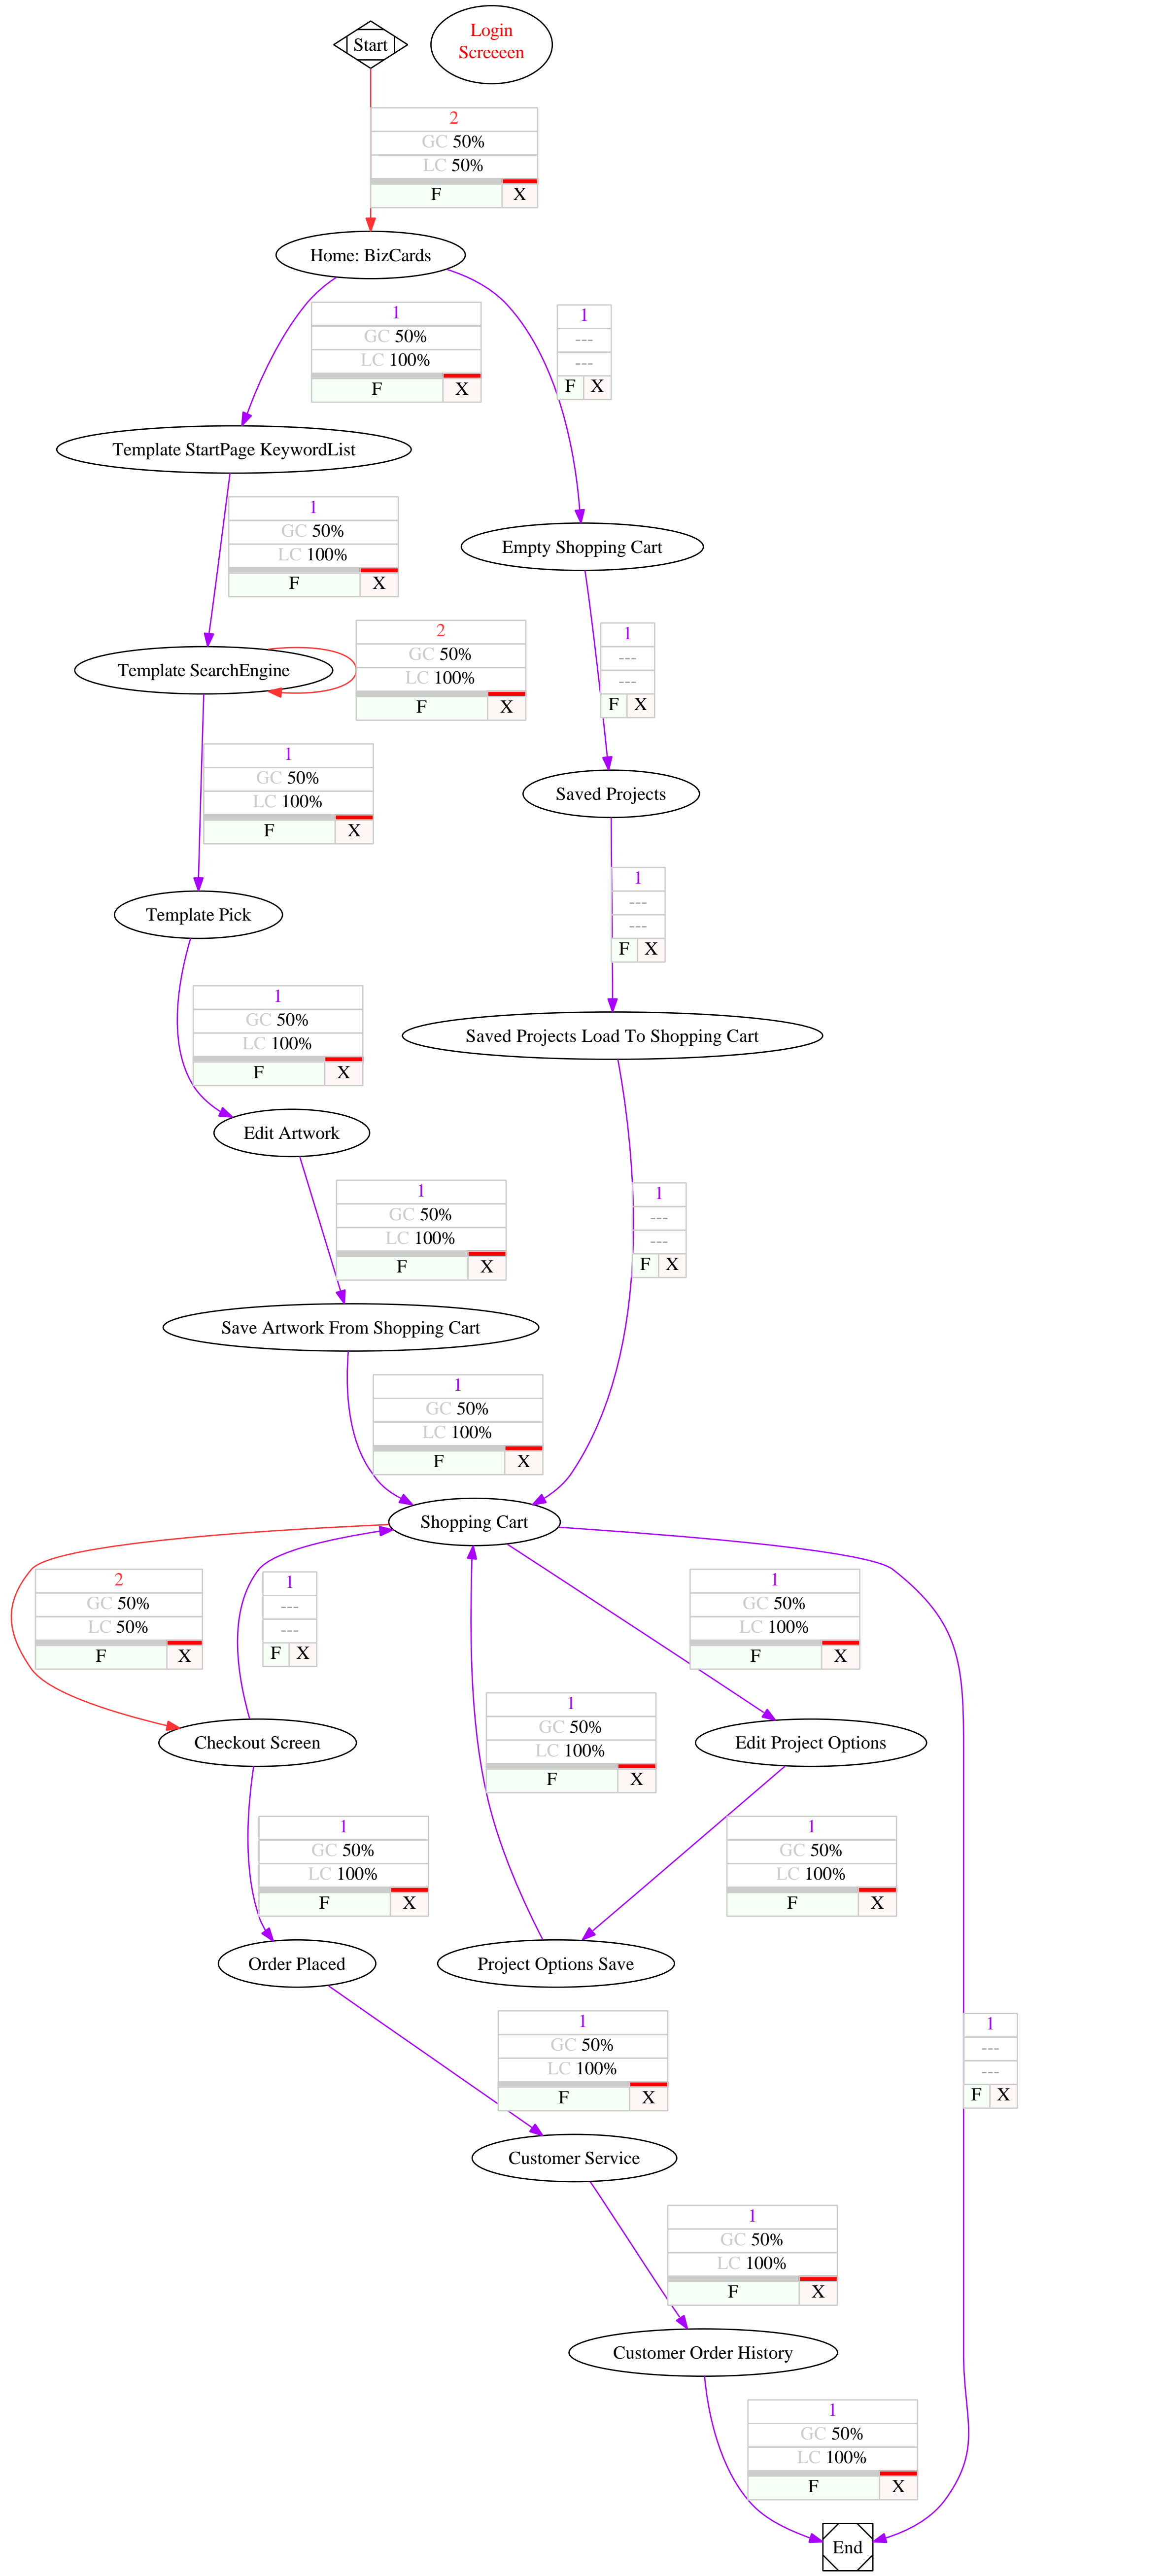 Start
Login
Screeeen
2
GC 50%
LC 50%
F X
Home: BizCards
1
GC 50%
LC 100%
F X
1
---
---
F X
Template StartPage KeywordList
1
GC 50%
LC 100%
F X
Empty Shopping Cart
2
GC 50%
LC 100%
F X
1
---
---
F X
Template SearchEngine
1
GC 50%
LC 100%
F X
Saved Projects
1
---
---
F X
Template Pick
1
GC 50%
LC 100%
F X
Saved Projects Load To Shopping Cart
Edit Artwork
1
GC 50%
LC 100%
F X
1
---
---
F X
Save Artwork From Shopping Cart
1
GC 50%
LC 100%
F X
Shopping Cart
2
GC 50%
LC 50%
F X
1
---
---
F X
1
GC 50%
LC 100%
F X
1
GC 50%
LC 100%
F X
Checkout Screen
Edit Project Options
1
GC 50%
LC 100%
F X
1
GC 50%
LC 100%
F X
Order Placed
Project Options Save
1
GC 50%
LC 100%
F X
1
---
---
F X
Customer Service
1
GC 50%
LC 100%
F X
Customer Order History
1
GC 50%
LC 100%
F X
End